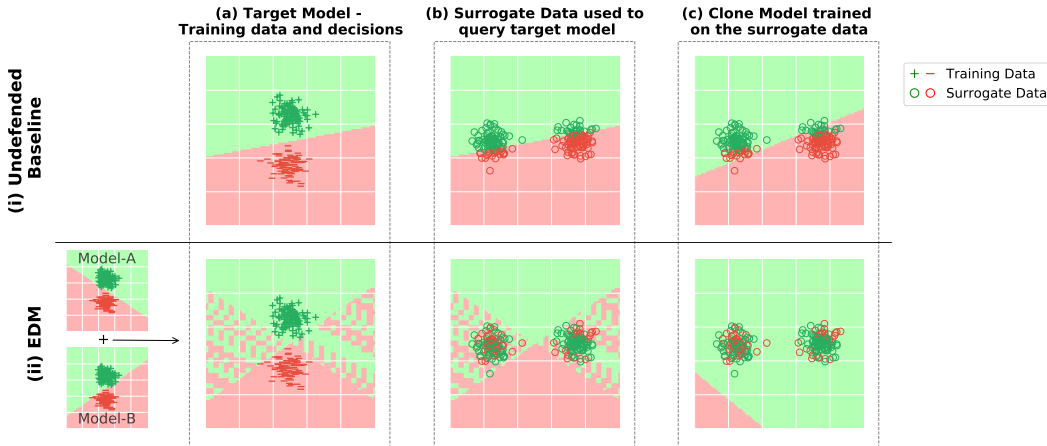 (a) Target Model -
Training data and decisions
(b) Surrogate Data used to
query target model
(c) Clone Model trained
on the surrogate data
(i) Undefended
Baseline
+ − Training Data
○ ○ Surrogate Data
(ii) EDM
Model-A
+
Model-B